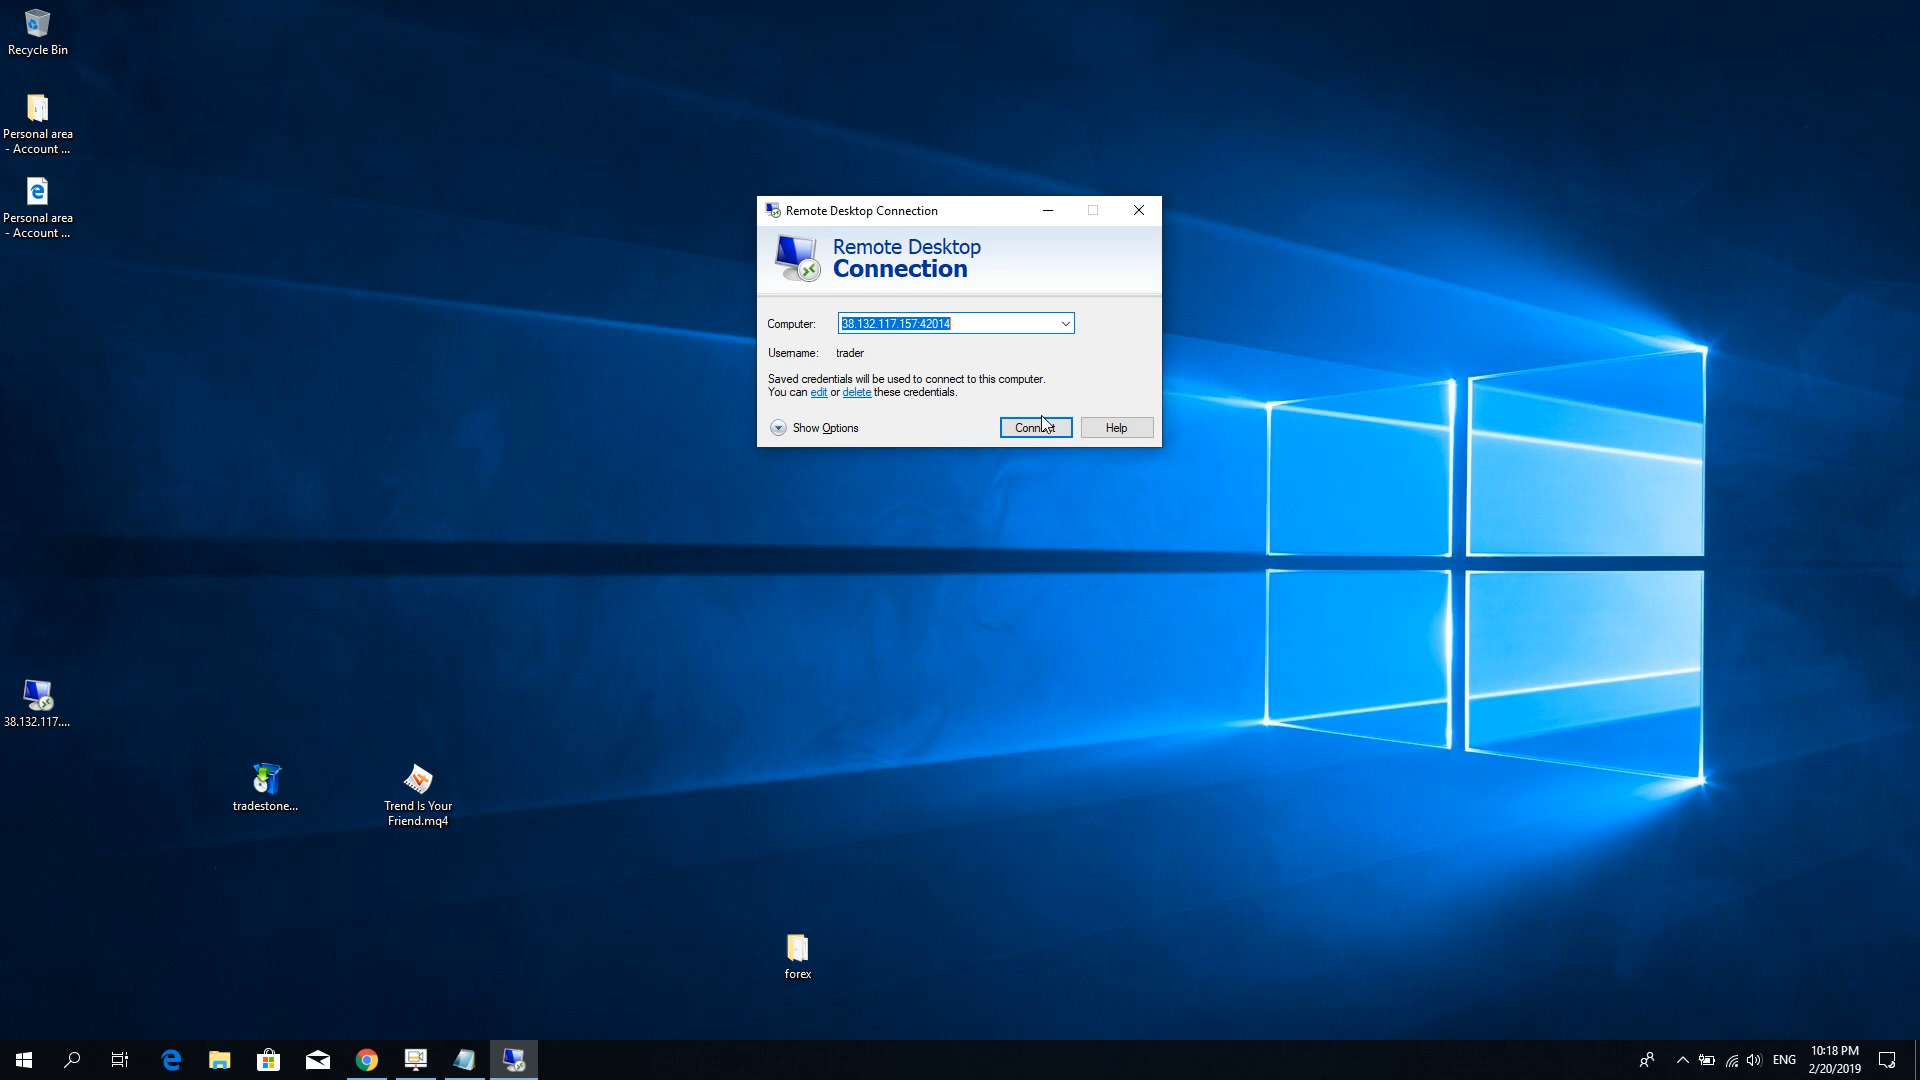 Recycle Bin
Personal area
- Account ...
Personal area
- Account ...
Remote Desktop Connection
Remote Desktop
Connection
Computer: 38.132.117.157:42014
Username: trader
Saved credentials will be used to connect to this computer.
You can edit or delete these credentials.
Show Options
Connect
Help
38.132.117....
tradestone...
Trend Is Your
Friend.mq4
forex
ENG
10:18 PM
2/20/2019